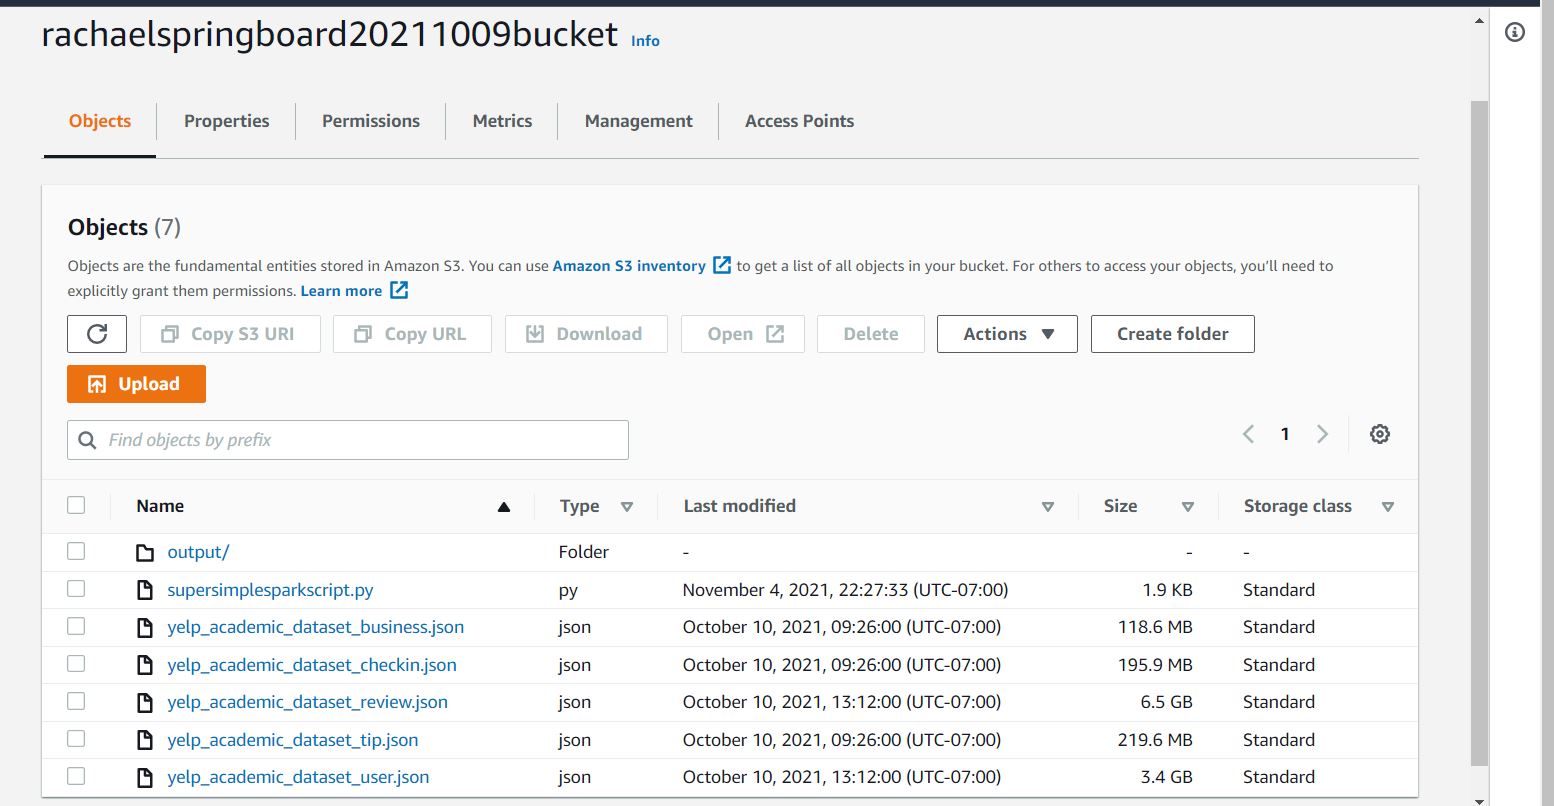 rachaelspringboard20211009bucket Info
Objects Properties Permissions Metrics Management Access Points
Objects (7)
Objects are the fundamental entities stored in Amazon S3. You can use Amazon S3 inventory to get a list of all objects in your bucket. For others to access your objects, you'll need to
explicitly grant them permissions. Learn more
Copy S3 URI Copy URL Download Open Delete Actions Create folder
Upload
Find objects by prefix 1
Name Type Last modified Size Storage class
output/ Folder - - -
supersimplesparkscript.py py November 4, 2021, 22:27:33 (UTC-07:00) 1.9 KB Standard
yelp_academic_dataset_business.json json October 10, 2021, 09:26:00 (UTC-07:00) 118.6 MB Standard
yelp_academic_dataset_checkin.json json October 10, 2021, 09:26:00 (UTC-07:00) 195.9 MB Standard
yelp_academic_dataset_review.json json October 10, 2021, 13:12:00 (UTC-07:00) 6.5 GB Standard
yelp_academic_dataset_tip.json json October 10, 2021, 09:26:00 (UTC-07:00) 219.6 MB Standard
yelp_academic_dataset_user.json json October 10, 2021, 13:12:00 (UTC-07:00) 3.4 GB Standard